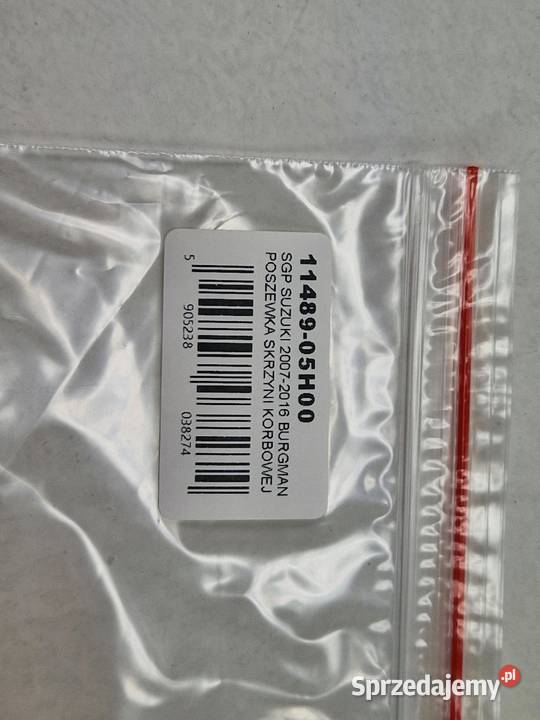 11489-05H00
SGP SUZUKI 2007-2016 BURGMAN
POSZEWKA SKRZYNI KORBOWEJ
5 905238 038274
Sprzedajemy.pl